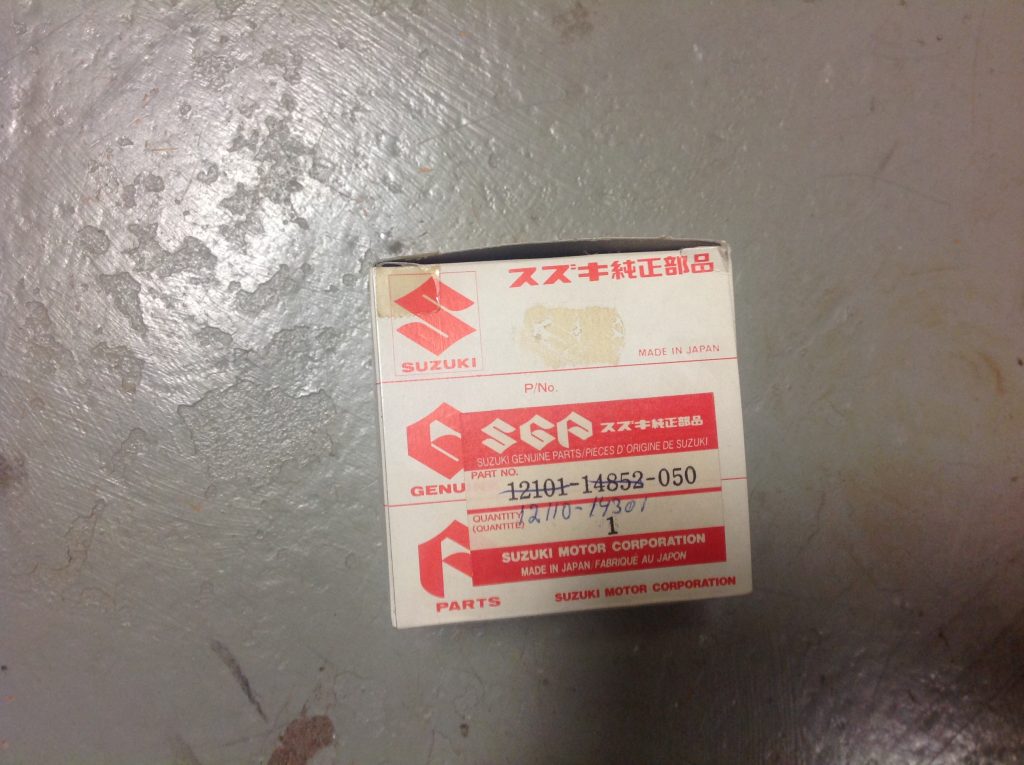 スズキ純正部品
SUZUKI
MADE IN JAPAN
P/No.
SGP スズキ純正部品
SUZUKI GENUINE PARTS/PIECES D'ORIGINE DE SUZUKI
GENU
PART NO.
12101-14852-050
12110-14301
QUANTITY
(QUANTITE)
1
SUZUKI MOTOR CORPORATION
MADE IN JAPAN FABRIQUE AU JAPON
PARTS
SUZUKI MOTOR CORPORATION